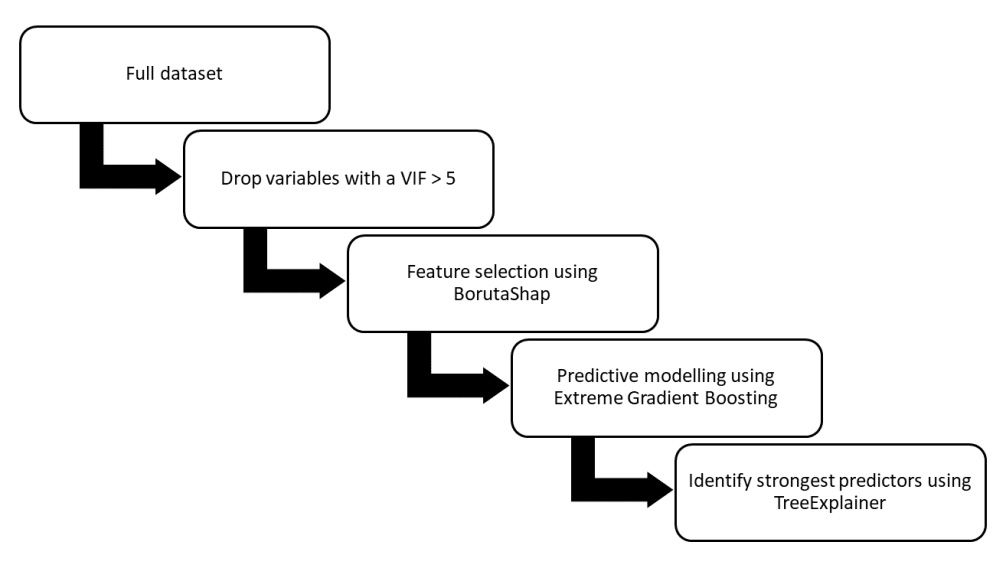 Full dataset
Drop variables with a VIF > 5
Feature selection using
BorutaShap
Predictive modelling using
Extreme Gradient Boosting
Identify strongest predictors using
TreeExplainer